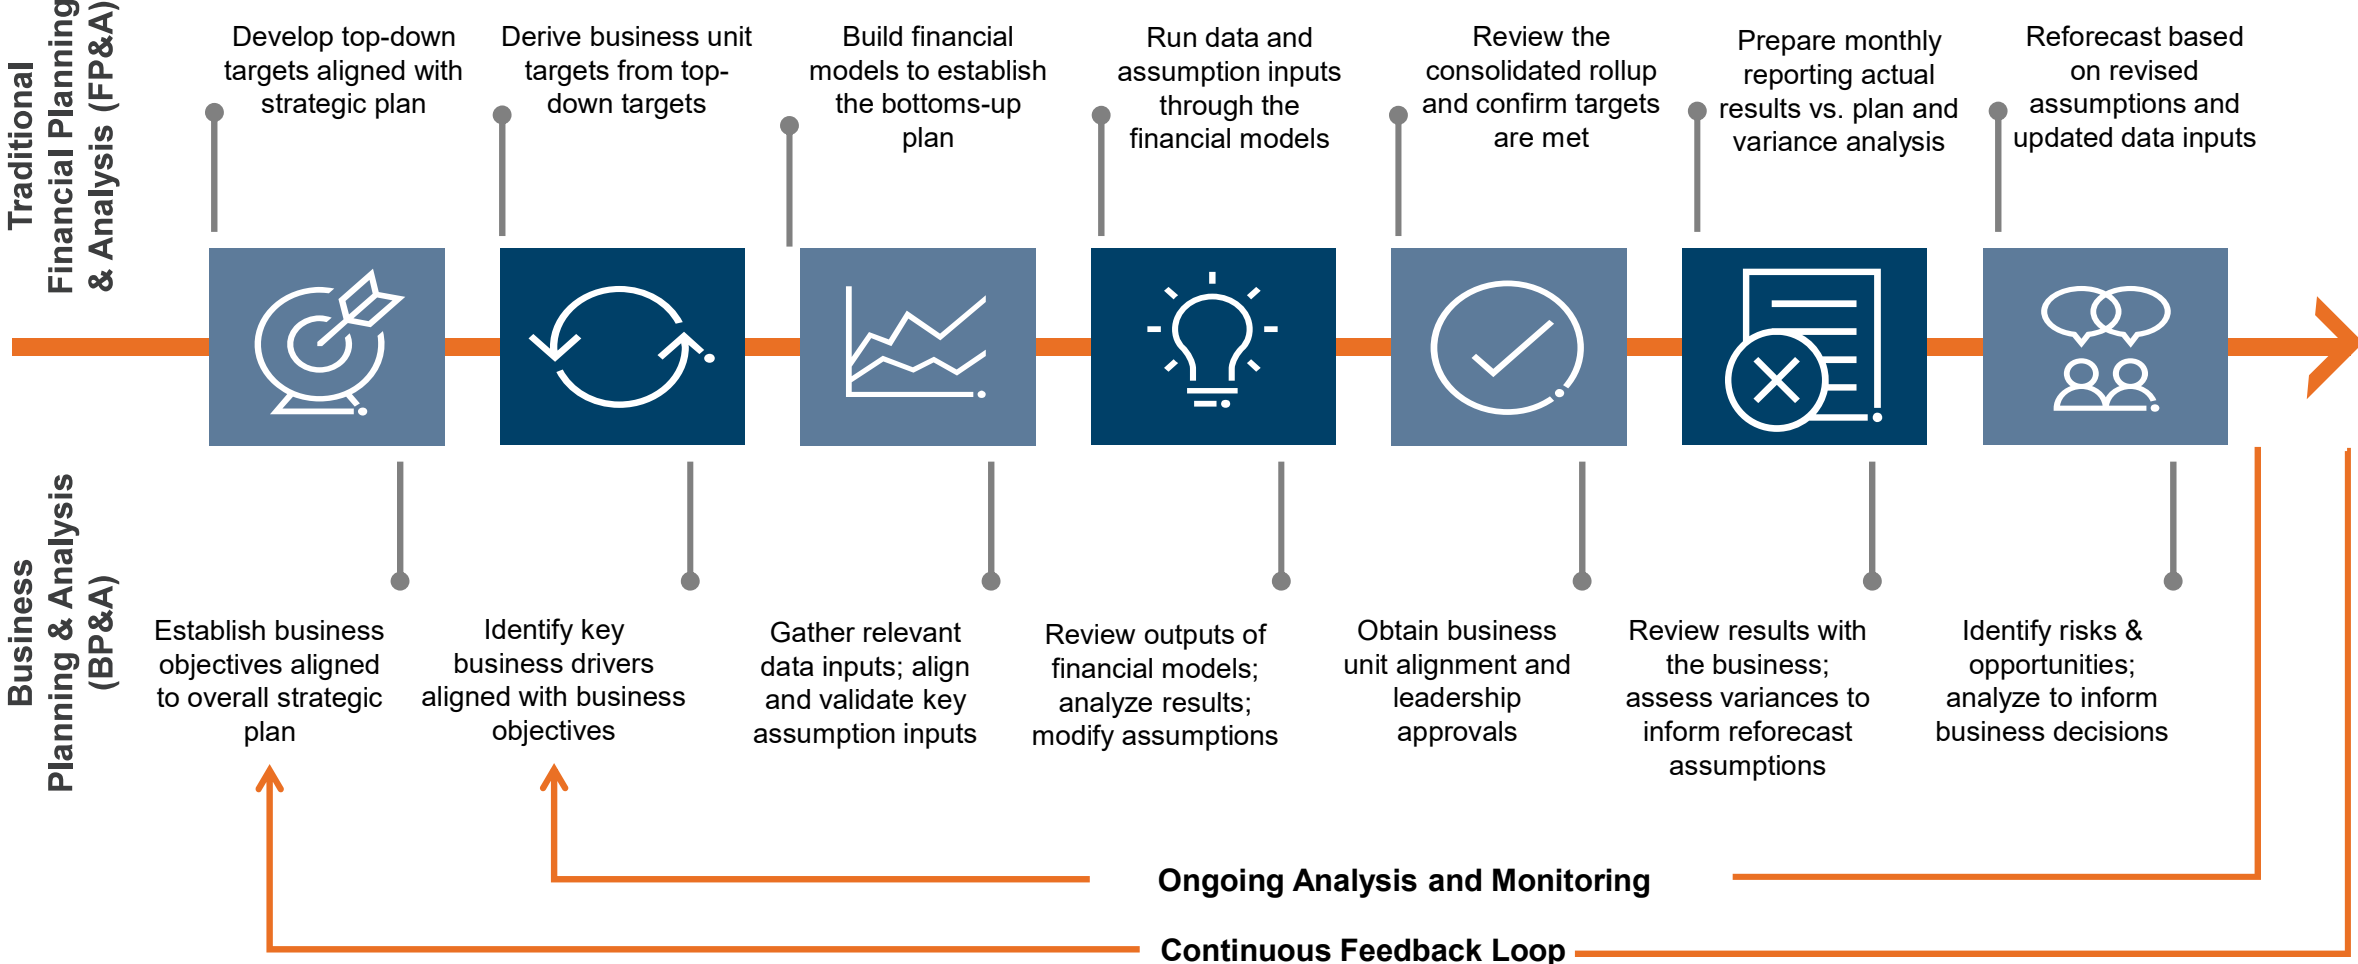 Traditional
Financial Planning
& Analysis (FP&A)
Develop top-down
targets aligned with
strategic plan
Derive business unit
targets from top-
down targets
Build financial
models to establish
the bottoms-up
plan
Run data and
assumption inputs
through the
financial models
Review the
consolidated rollup
and confirm targets
are met
Prepare monthly
reporting actual
results vs. plan and
variance analysis
Reforecast based
on revised
assumptions and
updated data inputs
Business
Planning & Analysis
(BP&A)
Establish business
objectives aligned
to overall strategic
plan
Identify key
business drivers
aligned with business
objectives
Gather relevant
data inputs; align
and validate key
assumption inputs
Review outputs of
financial models;
analyze results;
modify assumptions
Obtain business
unit alignment and
leadership
approvals
Review results with
the business;
assess variances to
inform reforecast
assumptions
Identify risks &
opportunities;
analyze to inform
business decisions
Ongoing Analysis and Monitoring
Continuous Feedback Loop